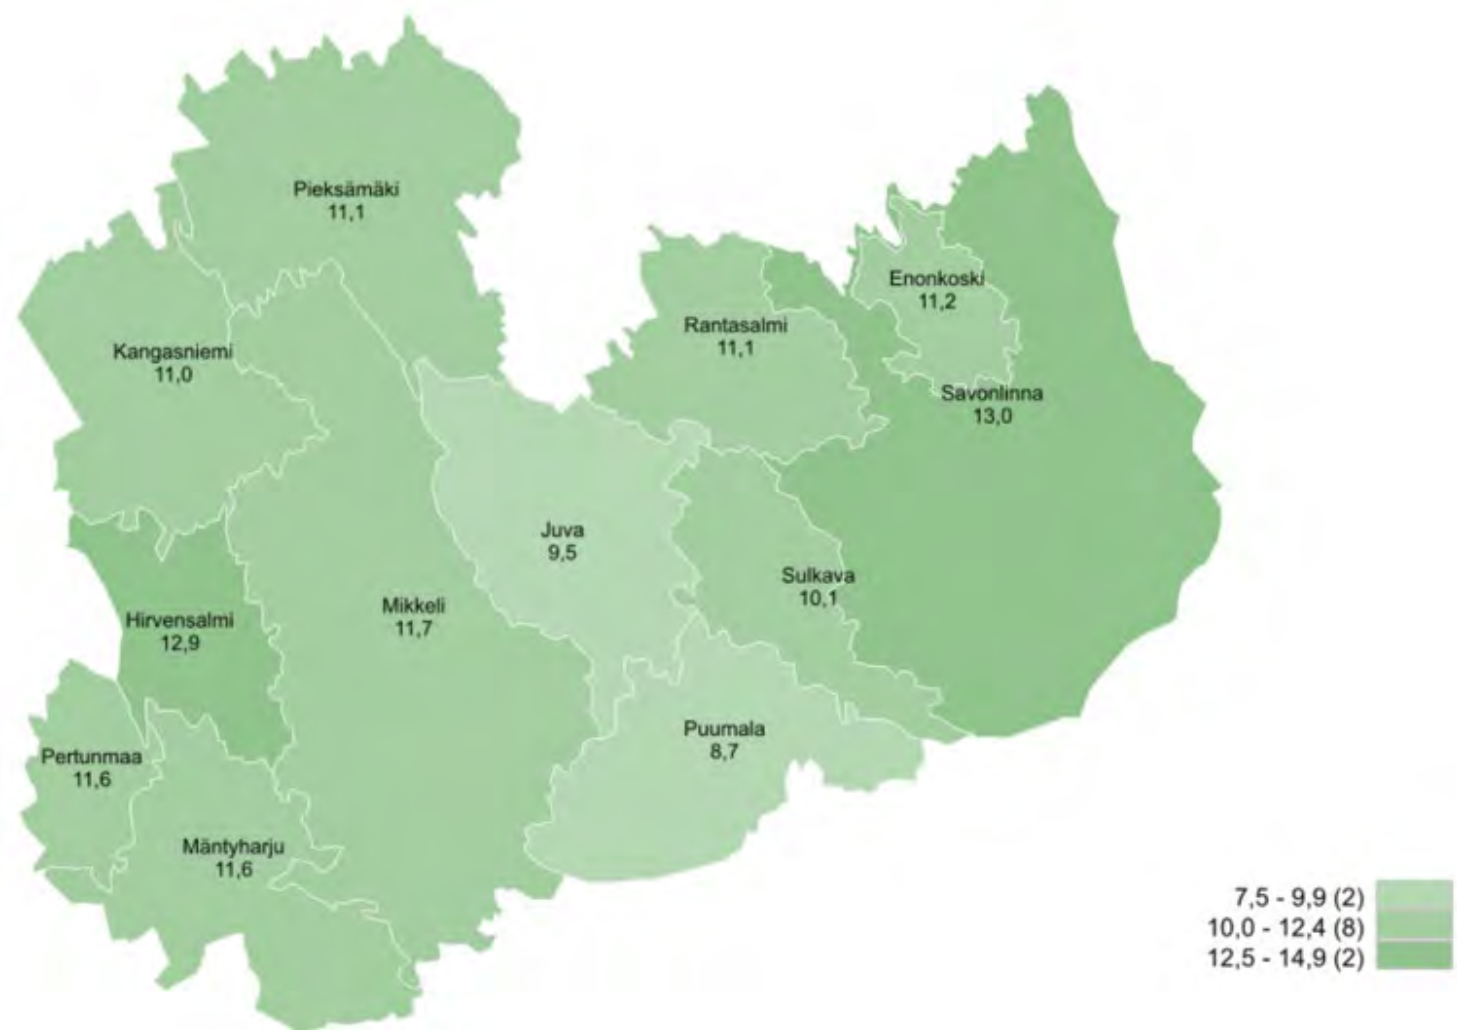 Pieksämäki
11,1
Enonkoski
11,2
Rantasalmi
11,1
Kangasniemi
11,0
Savonlinna
13,0
Juva
9,5
Sulkava
10,1
Mikkeli
11,7
Hirvensalmi
12,9
Puumala
8,7
Pertunmaa
11,6
Mäntyharju
11,6
7,5 - 9,9 (2)
10,0 - 12,4 (8)
12,5 - 14,9 (2)